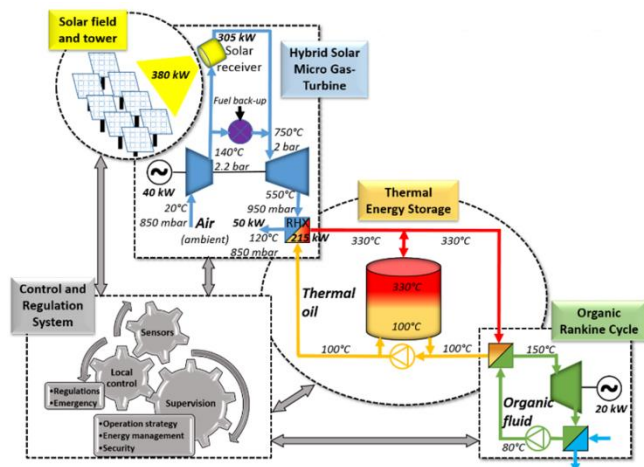 Solar field
and tower
380 kW
305 kW
Solar
receiver
Hybrid Solar
Micro Gas-
Turbine
Fuel back-up
140°C
2.2 bar
750°C
2 bar
40 kW
20°C
850 mbar
Air
(ambient)
550°C
950 mbar
50 kW
RHX
215 kW
120°C
850 mbar
Thermal
Energy Storage
330°C
330°C
330°C
Thermal
oil
100°C
100°C
100°C
Control and
Regulation
System
Sensors
Local
control
Supervision
•Regulations
•Emergency
•Operation strategy
•Energy management
•Security
Organic
Rankine Cycle
150°C
Organic
fluid
20 kW
80°C